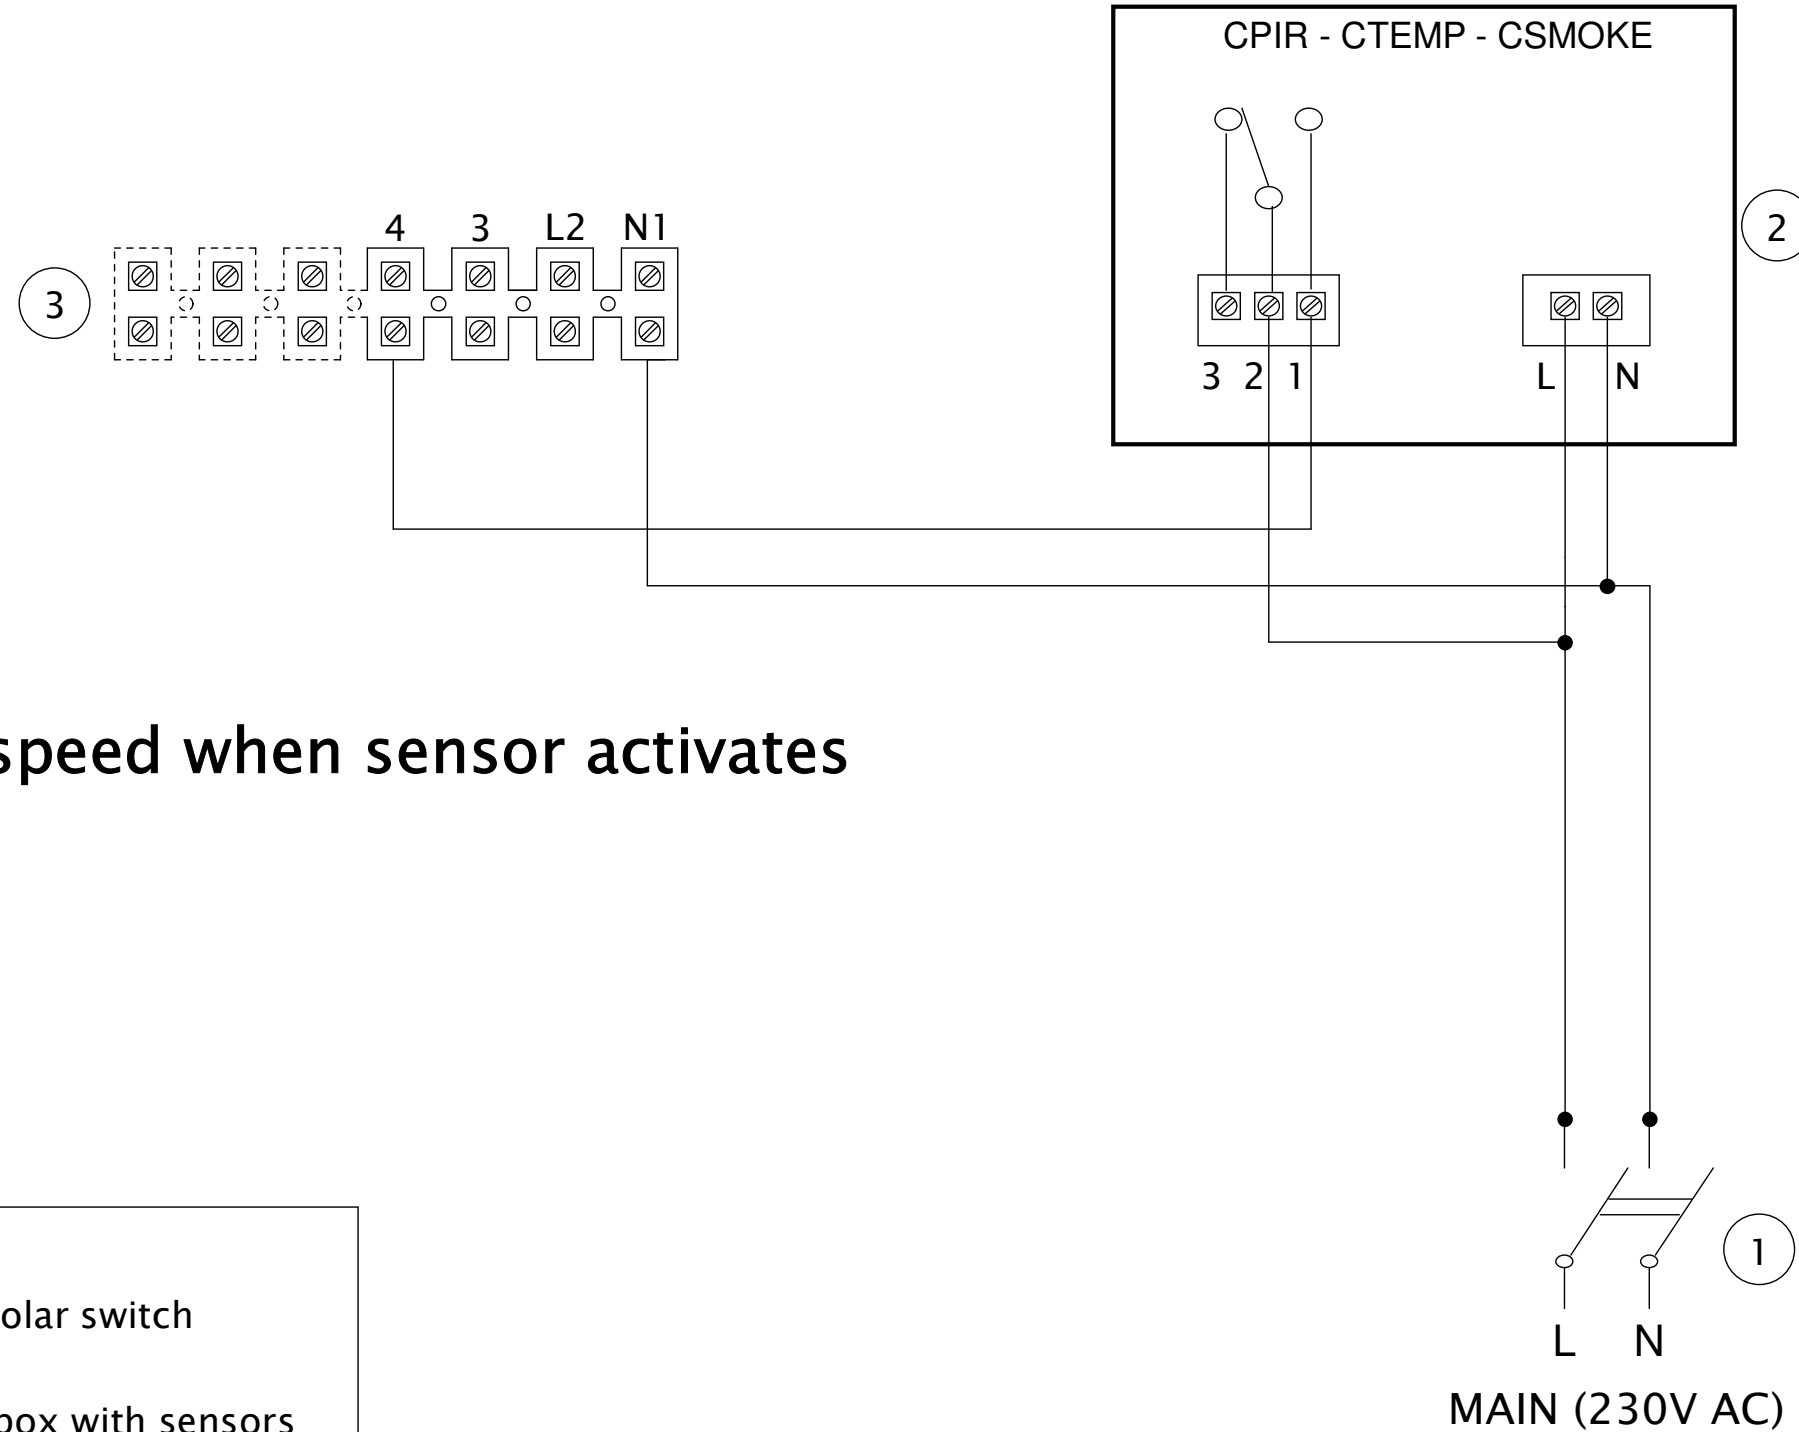 CPIR - CTEMP - CSMOKE
4 3 L2 N1
2
3
3 2 1 L N
speed when sensor activates
1
olar switch
L N
MAIN (230V AC)
box with sensors